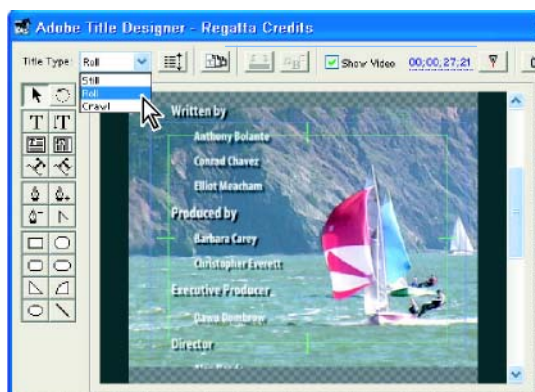 Adobe Title Designer - Regatta Credits
Title Type: Roll
Show Video
00;00;27;21
Still
Roll
Crawl
Written by
Anthony Bolante
Conrad Chavez
Elliot Meacham
Produced by
Barbara Carey
Christopher Everett
Executive Producer
Dawn Dombrow
Director